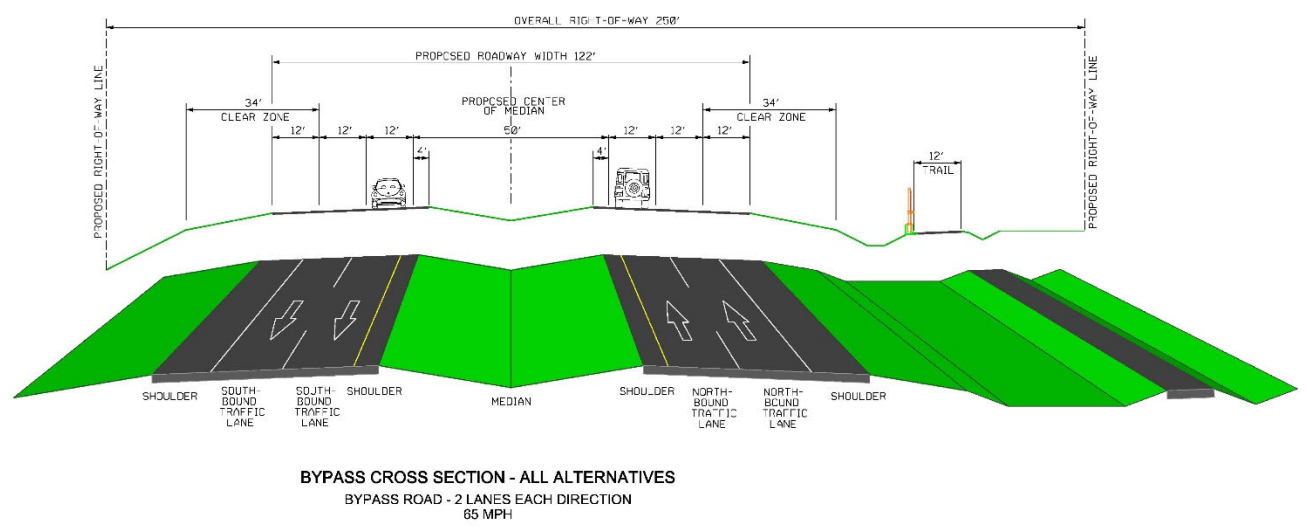 OVERALL RIGHT-OF-WAY 250'
PROPOSED ROADWAY WIDTH 122'
PROPOSED RIGHT-OF-WAY LINE
34'
CLEAR ZONE
PROPOSED CENTER
OF MEDIAN
34'
CLEAR ZONE
PROPOSED RIGHT-OF-WAY LINE
12' 12' 12' 50' 12' 12' 12'
4' 4'
12'
TRAIL
SHOULDER
SOUTH-
BOUND
TRAFFIC
LANE
SOUTH-
BOUND
TRAFFIC
LANE
SHOULDER
MEDIAN
SHOULDER
NORTH-
BOUND
TRAFFIC
LANE
NORTH-
BOUND
TRAFFIC
LANE
SHOULDER
BYPASS CROSS SECTION - ALL ALTERNATIVES
BYPASS ROAD - 2 LANES EACH DIRECTION
65 MPH